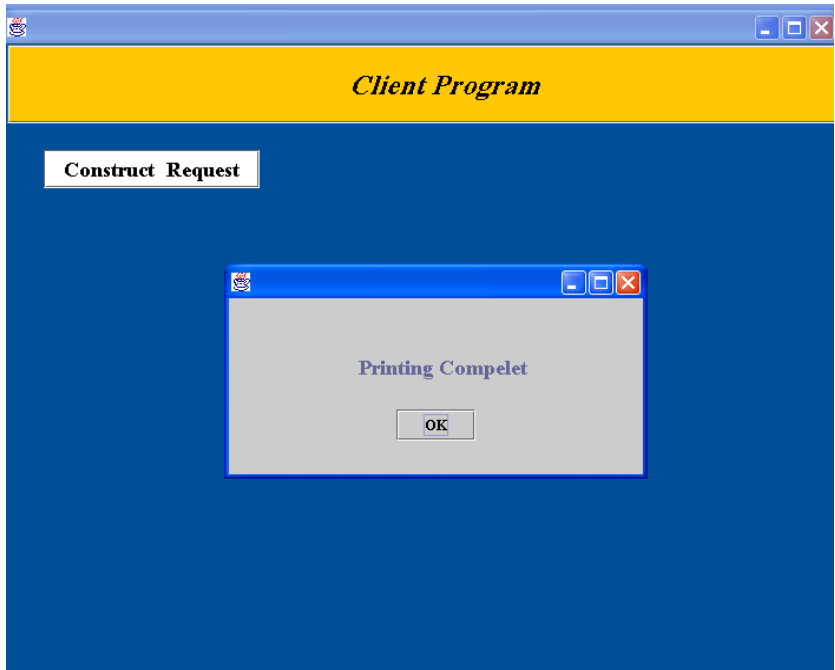 Client Program
Construct Request
Printing Compelet
OK